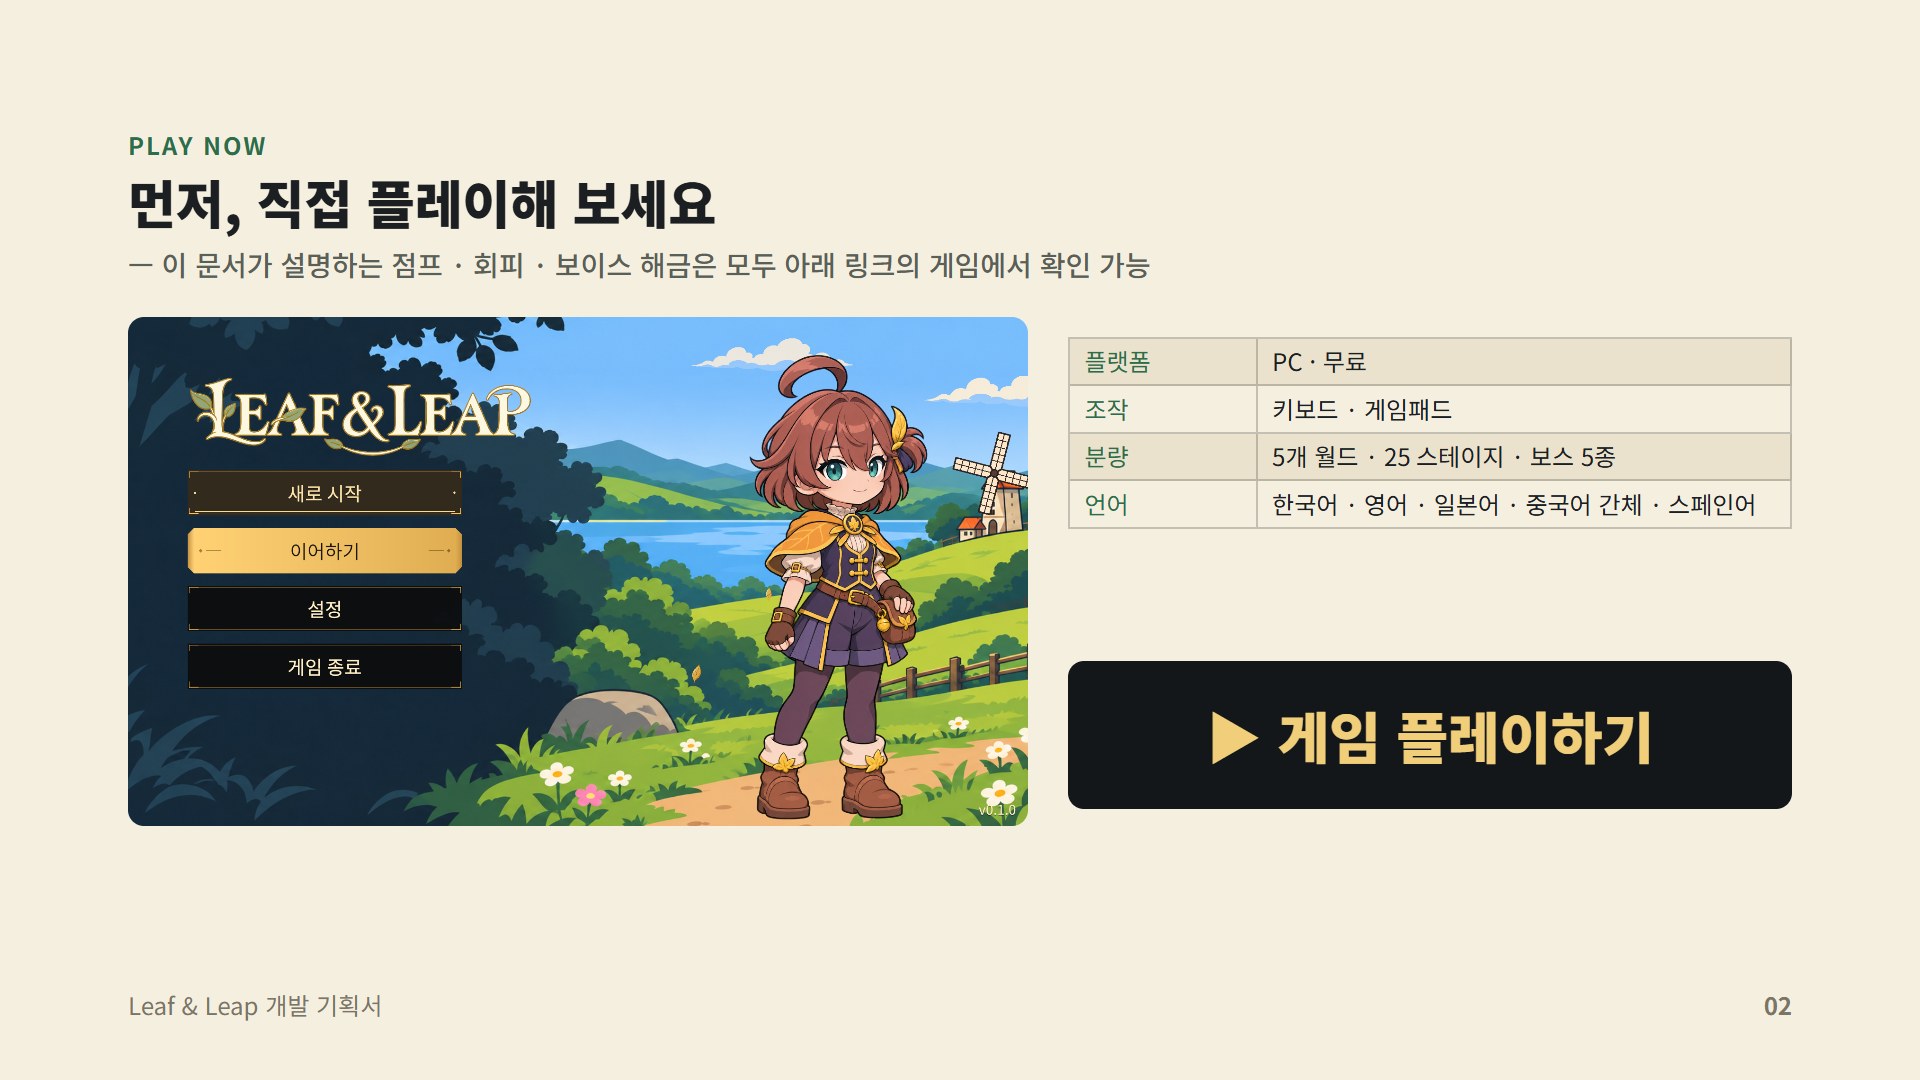 PLAY NOW
먼저, 직접 플레이해 보세요
— 이 문서가 설명하는 점프 · 회피 · 보이스 해금은 모두 아래 링크의 게임에서 확인 가능
LEAF&LEAP
새로 시작
이어하기
설정
게임 종료
v0.1.0
플랫폼 PC · 무료
조작 키보드 · 게임패드
분량 5개 월드 · 25 스테이지 · 보스 5종
언어 한국어 · 영어 · 일본어 · 중국어 간체 · 스페인어
▶ 게임 플레이하기
Leaf & Leap 개발 기획서
02